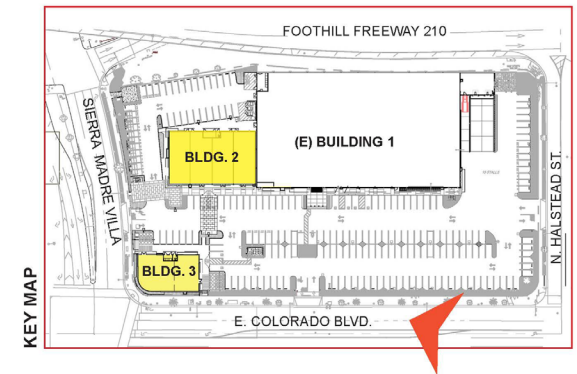 FOOTHILL FREEWAY 210
SIERRA MADRE VILLA
BLDG. 2
(E) BUILDING 1
N. HALSTEAD ST.
BLDG. 3
E. COLORADO BLVD.
KEY MAP